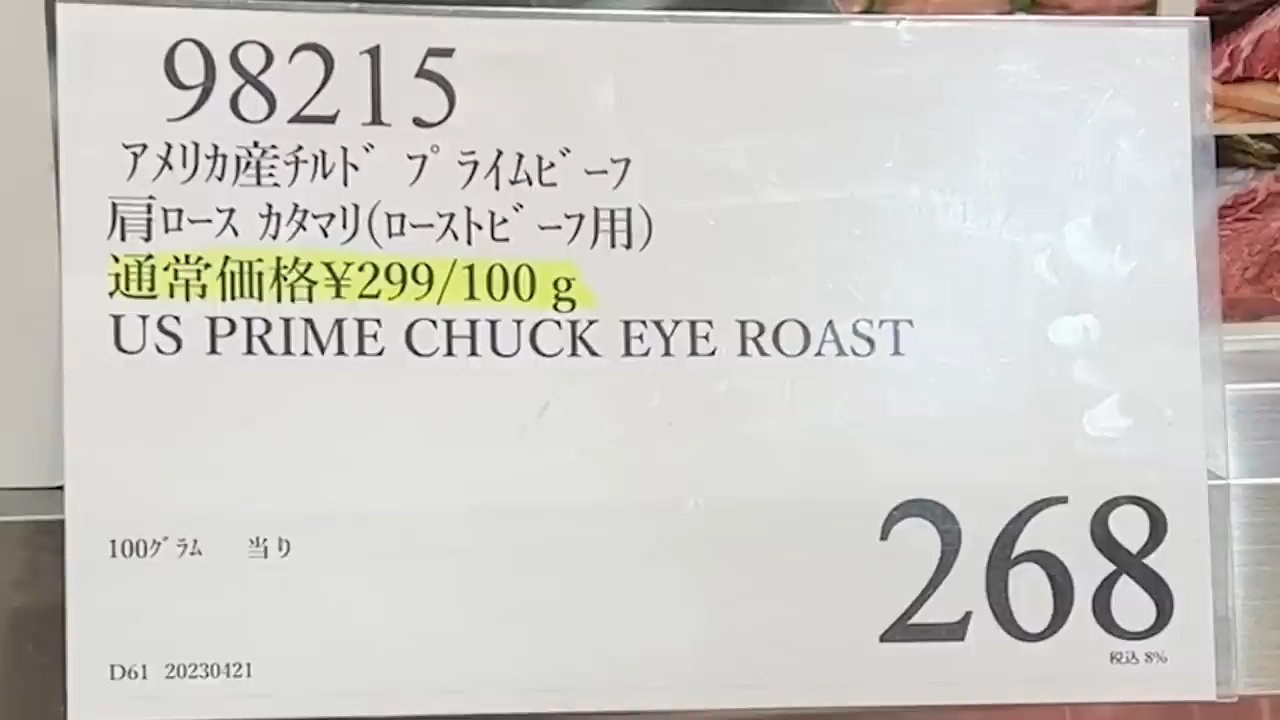 98215
ｱﾒﾘｶ産ﾁﾙﾄﾞ ﾌﾟﾗｲﾑﾋﾞｰﾌ
肩ﾛｰｽ ｶﾀﾏﾘ(ﾛｰｽﾄﾋﾞｰﾌ用)
通常価格¥299/100 g
US PRIME CHUCK EYE ROAST
100ｸﾞﾗﾑ 当り
268
税込 8%
D61 20230421